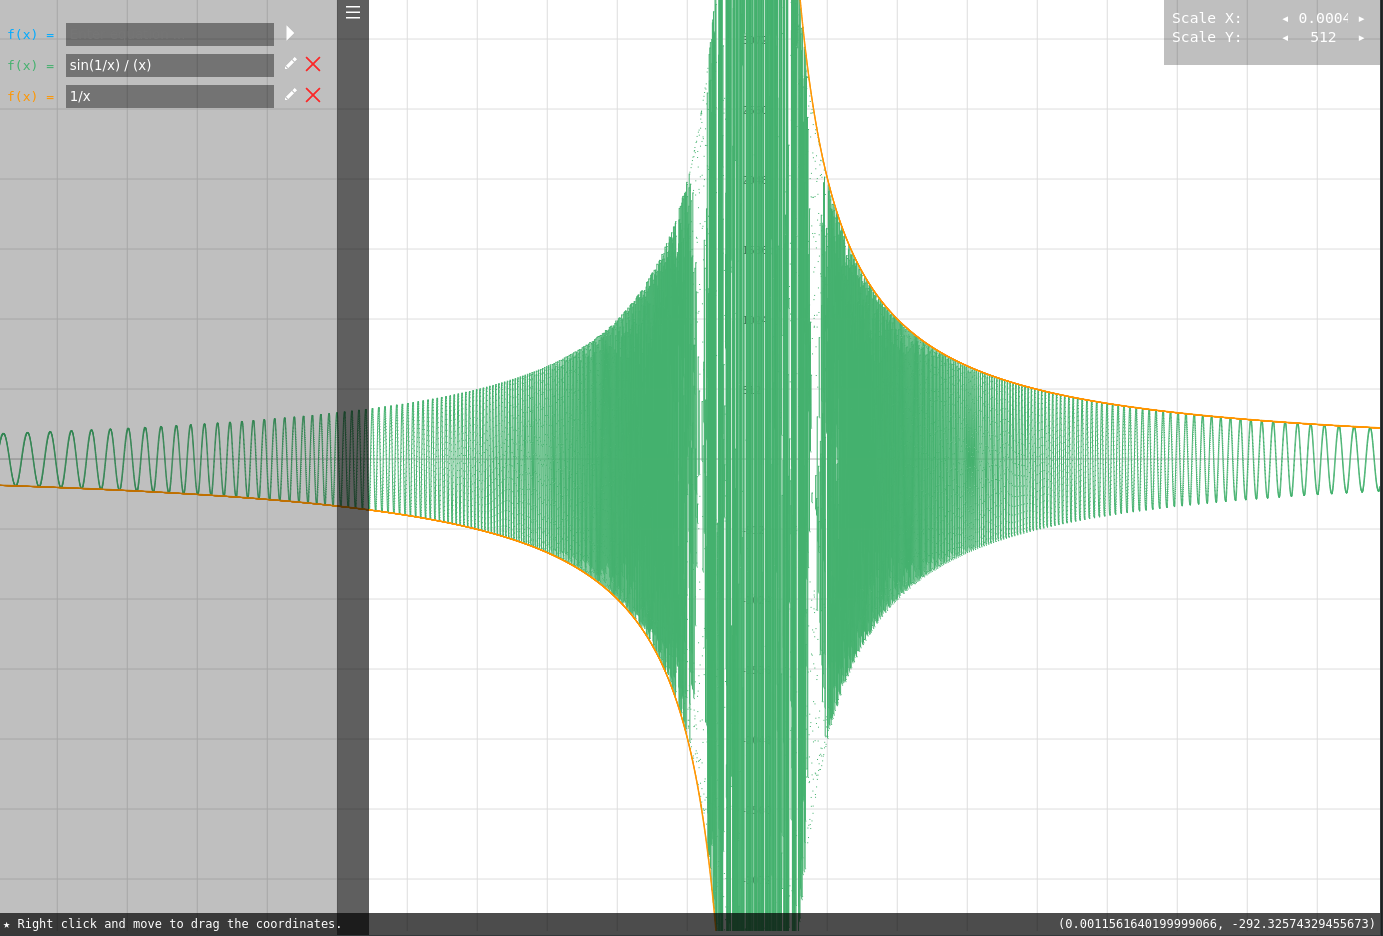 f(x) =
f(x) = sin(1/x) / (x)
f(x) = 1/x
Scale X: ◂ 0.0004 ▸
Scale Y: ◂ 512 ▸
★ Right click and move to drag the coordinates.
(0.0011561640199999066, -292.32574329455673)